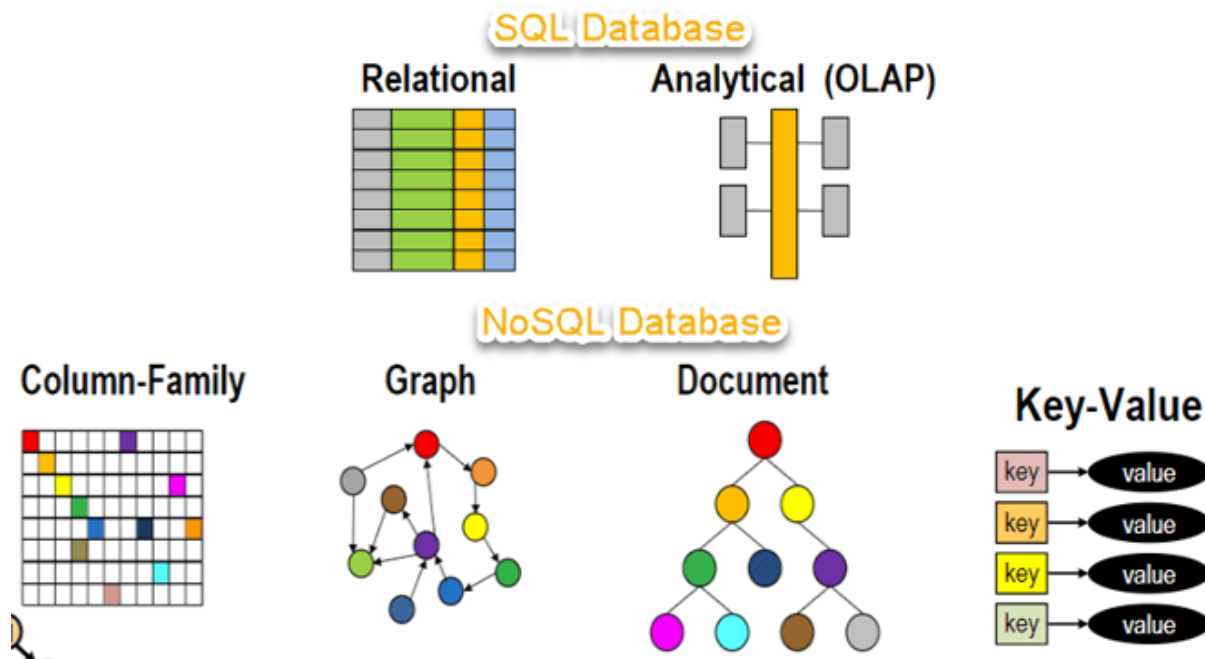 SQL Database
Relational
Analytical (OLAP)
NoSQL Database
Column-Family
Graph
Document
Key-Value
key
value
key
value
key
value
key
value